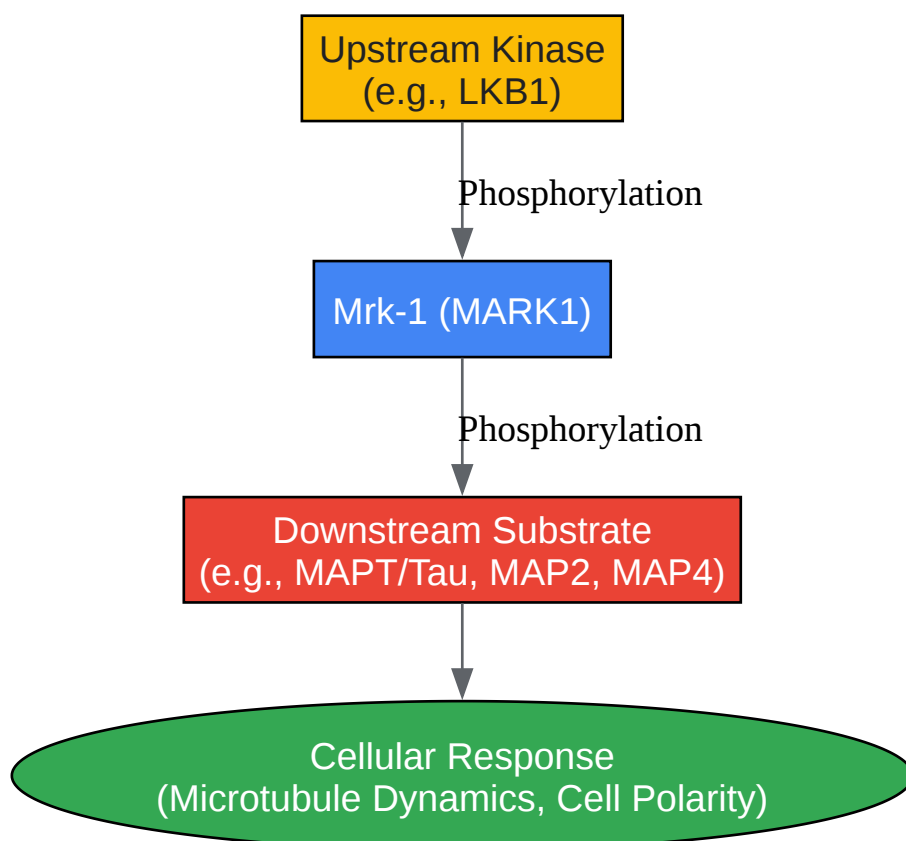 Upstream Kinase
(e.g., LKB1)
Phosphorylation
Mrk-1 (MARK1)
Phosphorylation
Downstream Substrate
(e.g., MAPT/Tau, MAP2, MAP4)
Cellular Response
(Microtubule Dynamics, Cell Polarity)